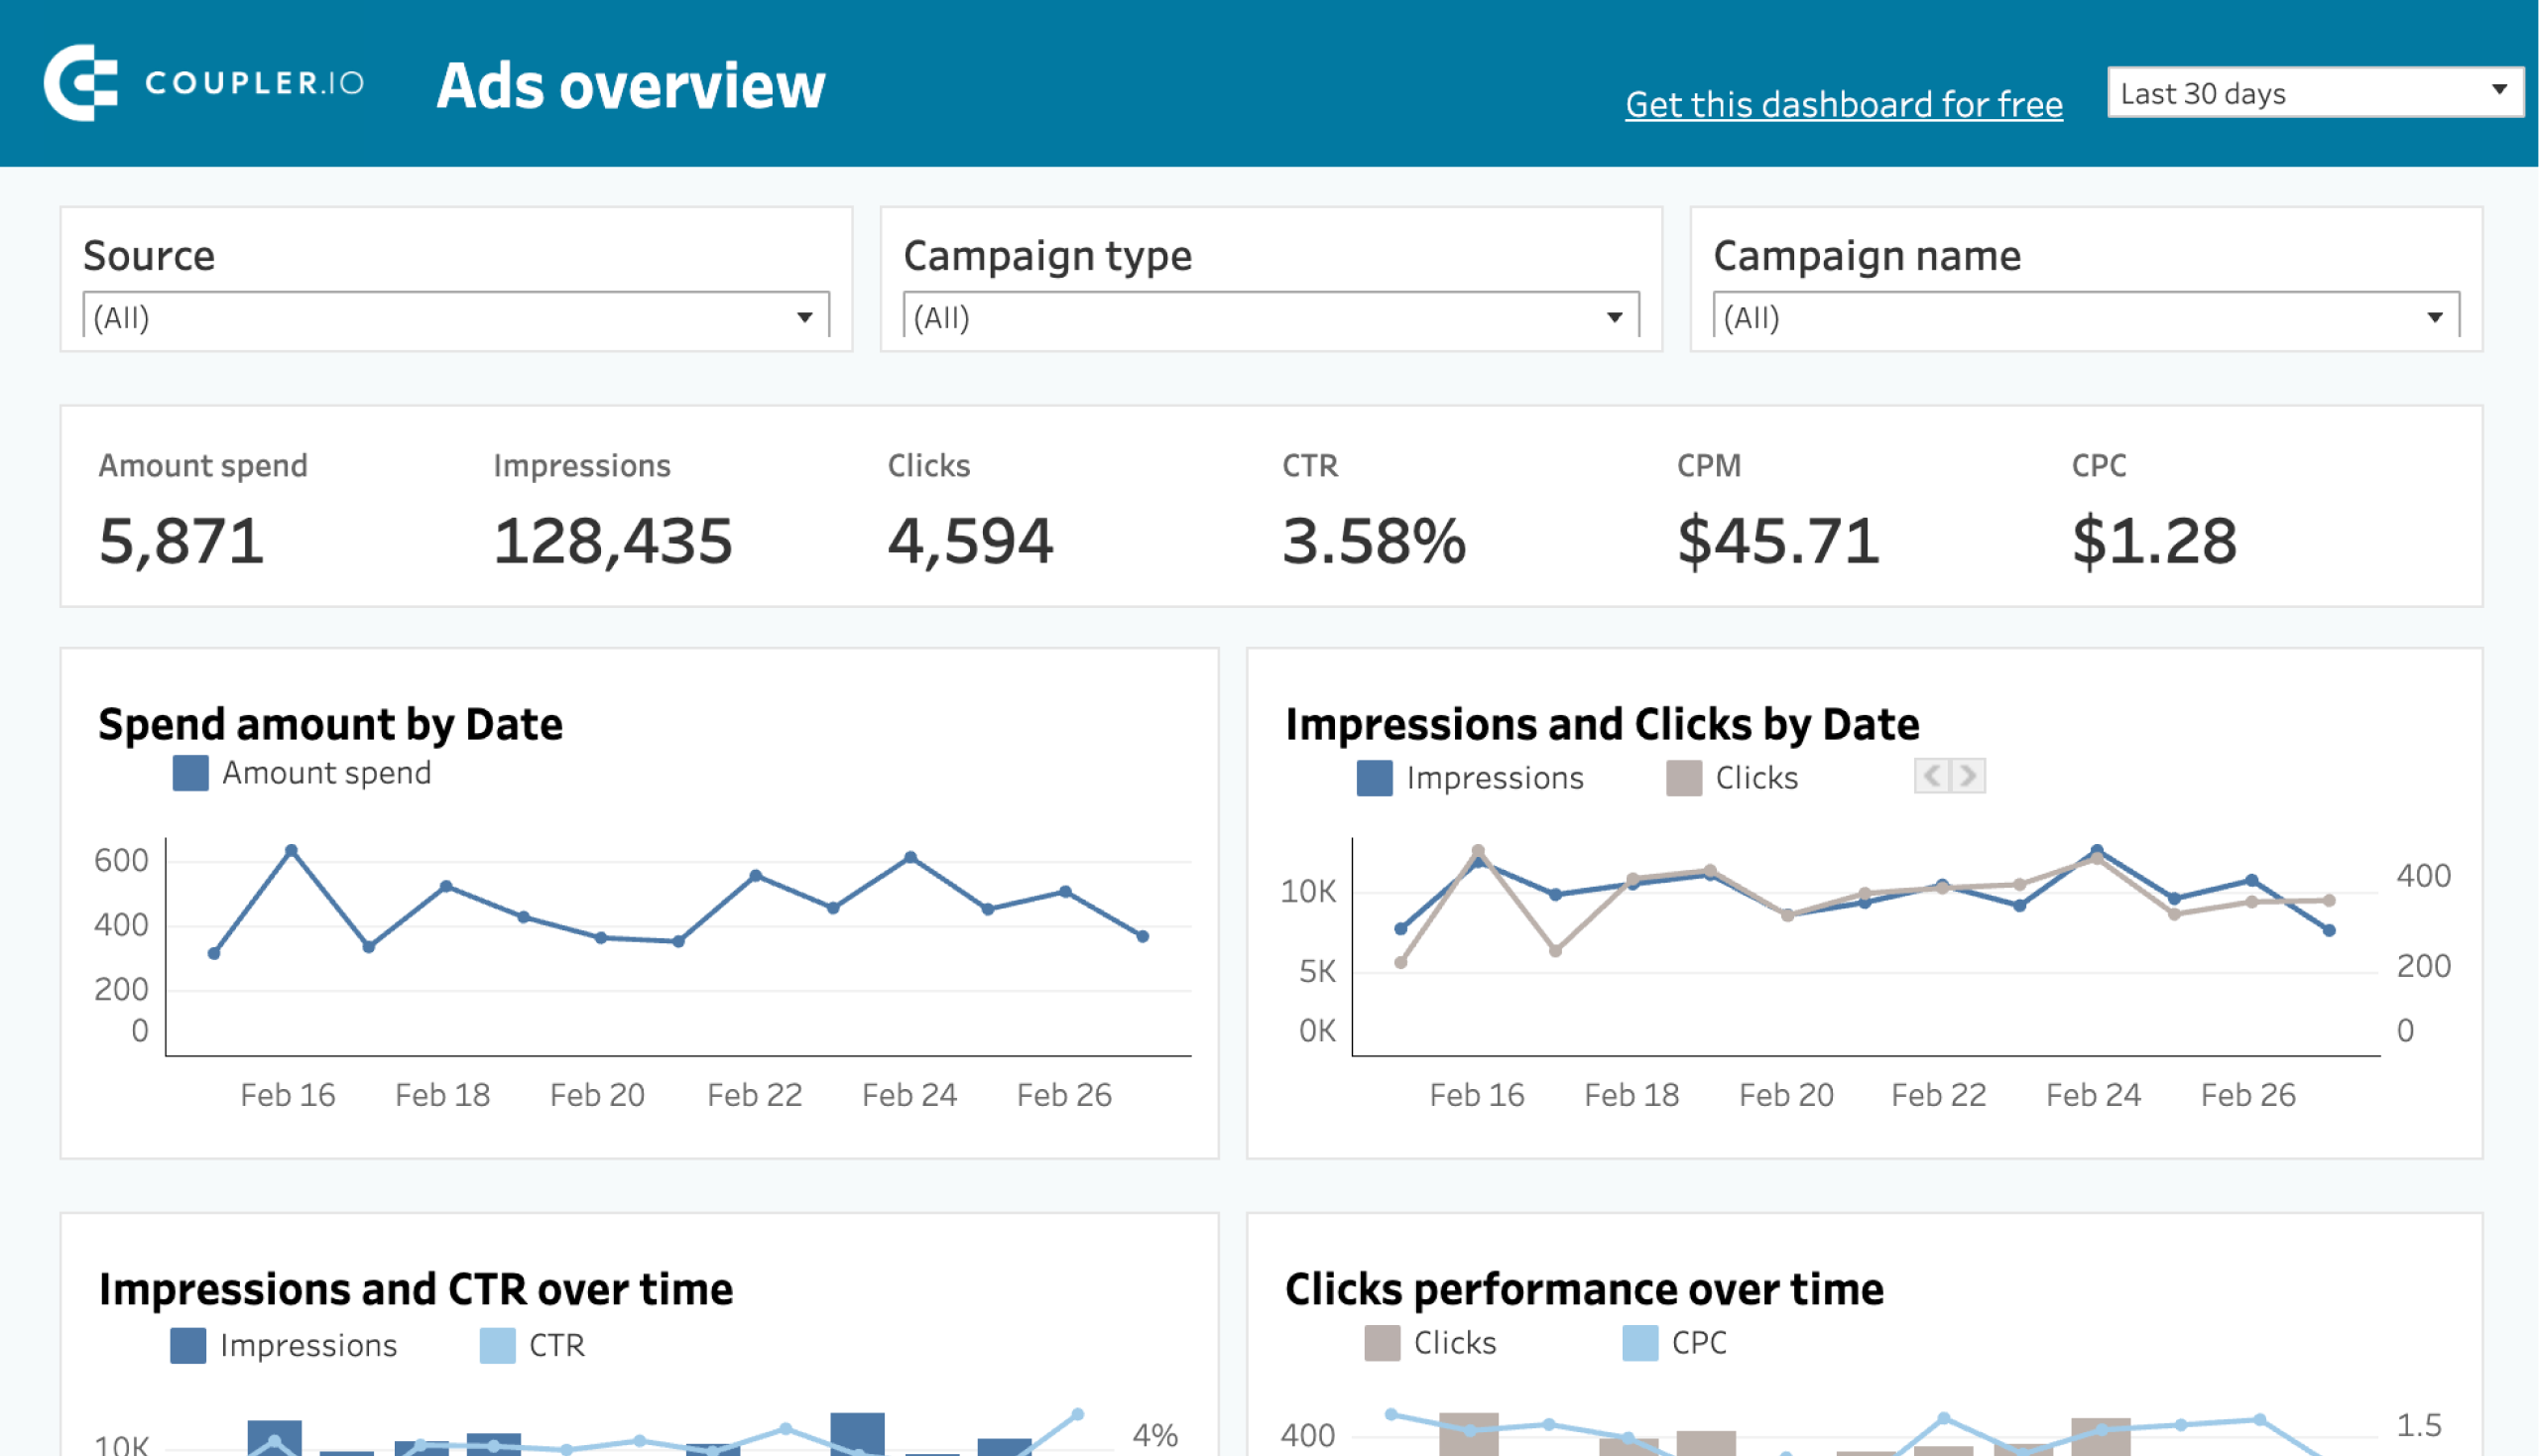 COUPLER.IO
Ads overview
Get this dashboard for free
Last 30 days
Source
(All)
Campaign type
(All)
Campaign name
(All)
Amount spend
5,871
Impressions
128,435
Clicks
4,594
CTR
3.58%
CPM
$45.71
CPC
$1.28
Spend amount by Date
Amount spend
600
400
200
0
Feb 16 Feb 18 Feb 20 Feb 22 Feb 24 Feb 26
Impressions and Clicks by Date
Impressions Clicks
10K
5K
0K
400
200
0
Feb 16 Feb 18 Feb 20 Feb 22 Feb 24 Feb 26
Impressions and CTR over time
Impressions CTR
10K
4%
Clicks performance over time
Clicks CPC
400
1.5